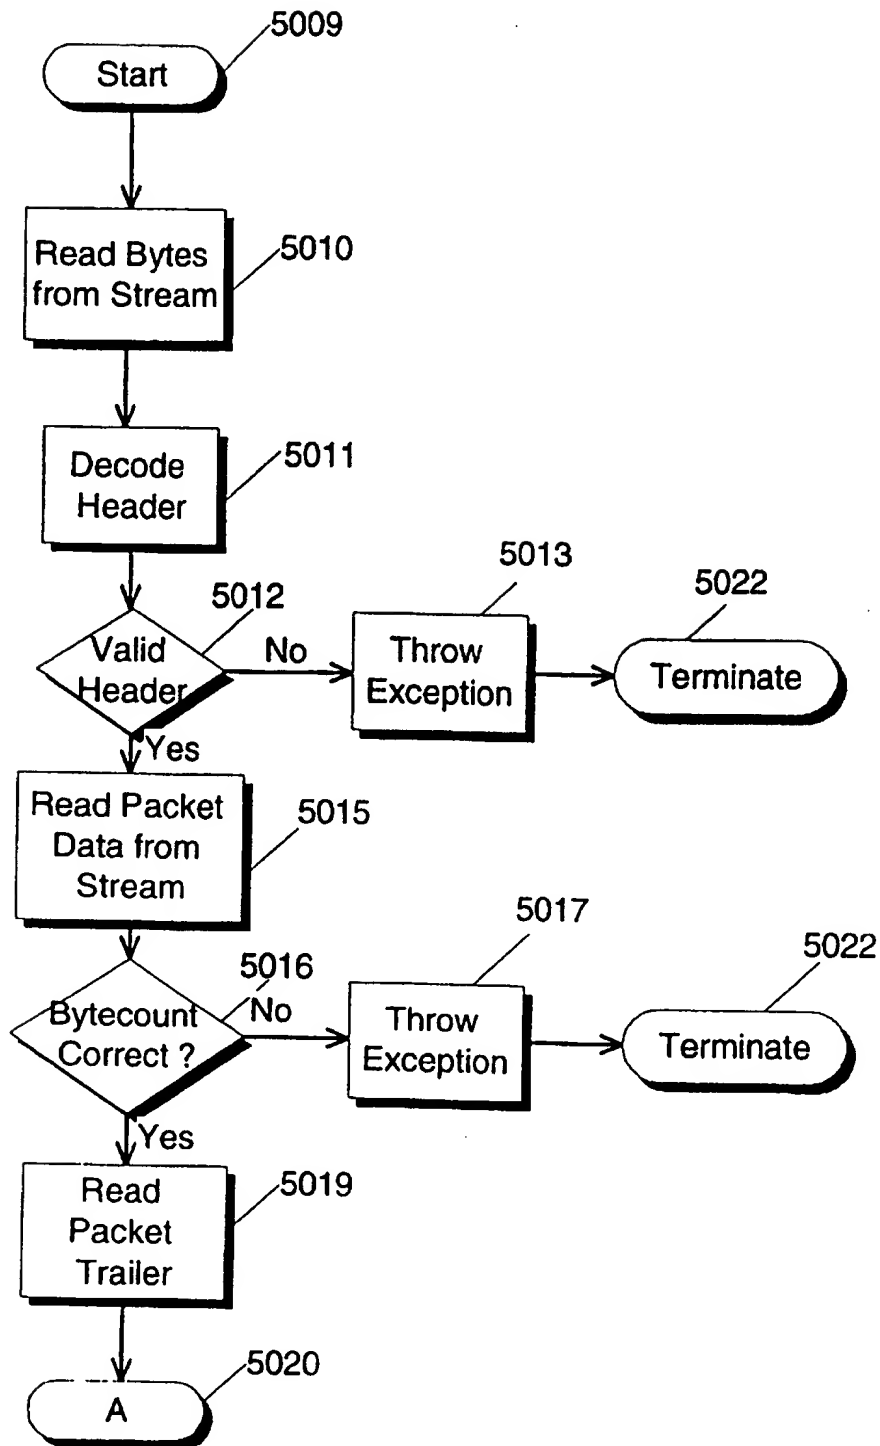 5009
Start
Read Bytes
from Stream
5010
Decode
Header
5011
5013
5022
5012
Valid
Header
No
Throw
Exception
Terminate
Yes
Read Packet
Data from
Stream
5015
5017
5022
5016
Bytecount
Correct ?
No
Throw
Exception
Terminate
Yes
Read
Packet
Trailer
5019
5020
A